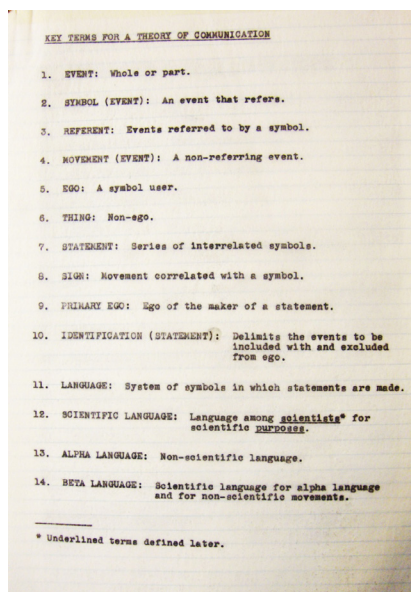 KEY TERMS FOR A THEORY OF COMMUNICATION
1. EVENT: Whole or part.
2. SYMBOL (EVENT): An event that refers.
3. REFERENT: Events referred to by a symbol.
4. MOVEMENT (EVENT): A non-referring event.
5. EGO: A symbol user.
6. THING: Non-ego.
7. STATEMENT: Series of interrelated symbols.
8. SIGN: Movement correlated with a symbol.
9. PRIMARY EGO: Ego of the maker of a statement.
10. IDENTIFICATION (STATEMENT): Delimits the events to be
included with and excluded
from ego.
11. LANGUAGE: System of symbols in which statements are made.
12. SCIENTIFIC LANGUAGE: Language among scientists* for
scientific purposes.
13. ALPHA LANGUAGE: Non-scientific language.
14. BETA LANGUAGE: Scientific language for alpha language
and for non-scientific movements.
* Underlined terms defined later.